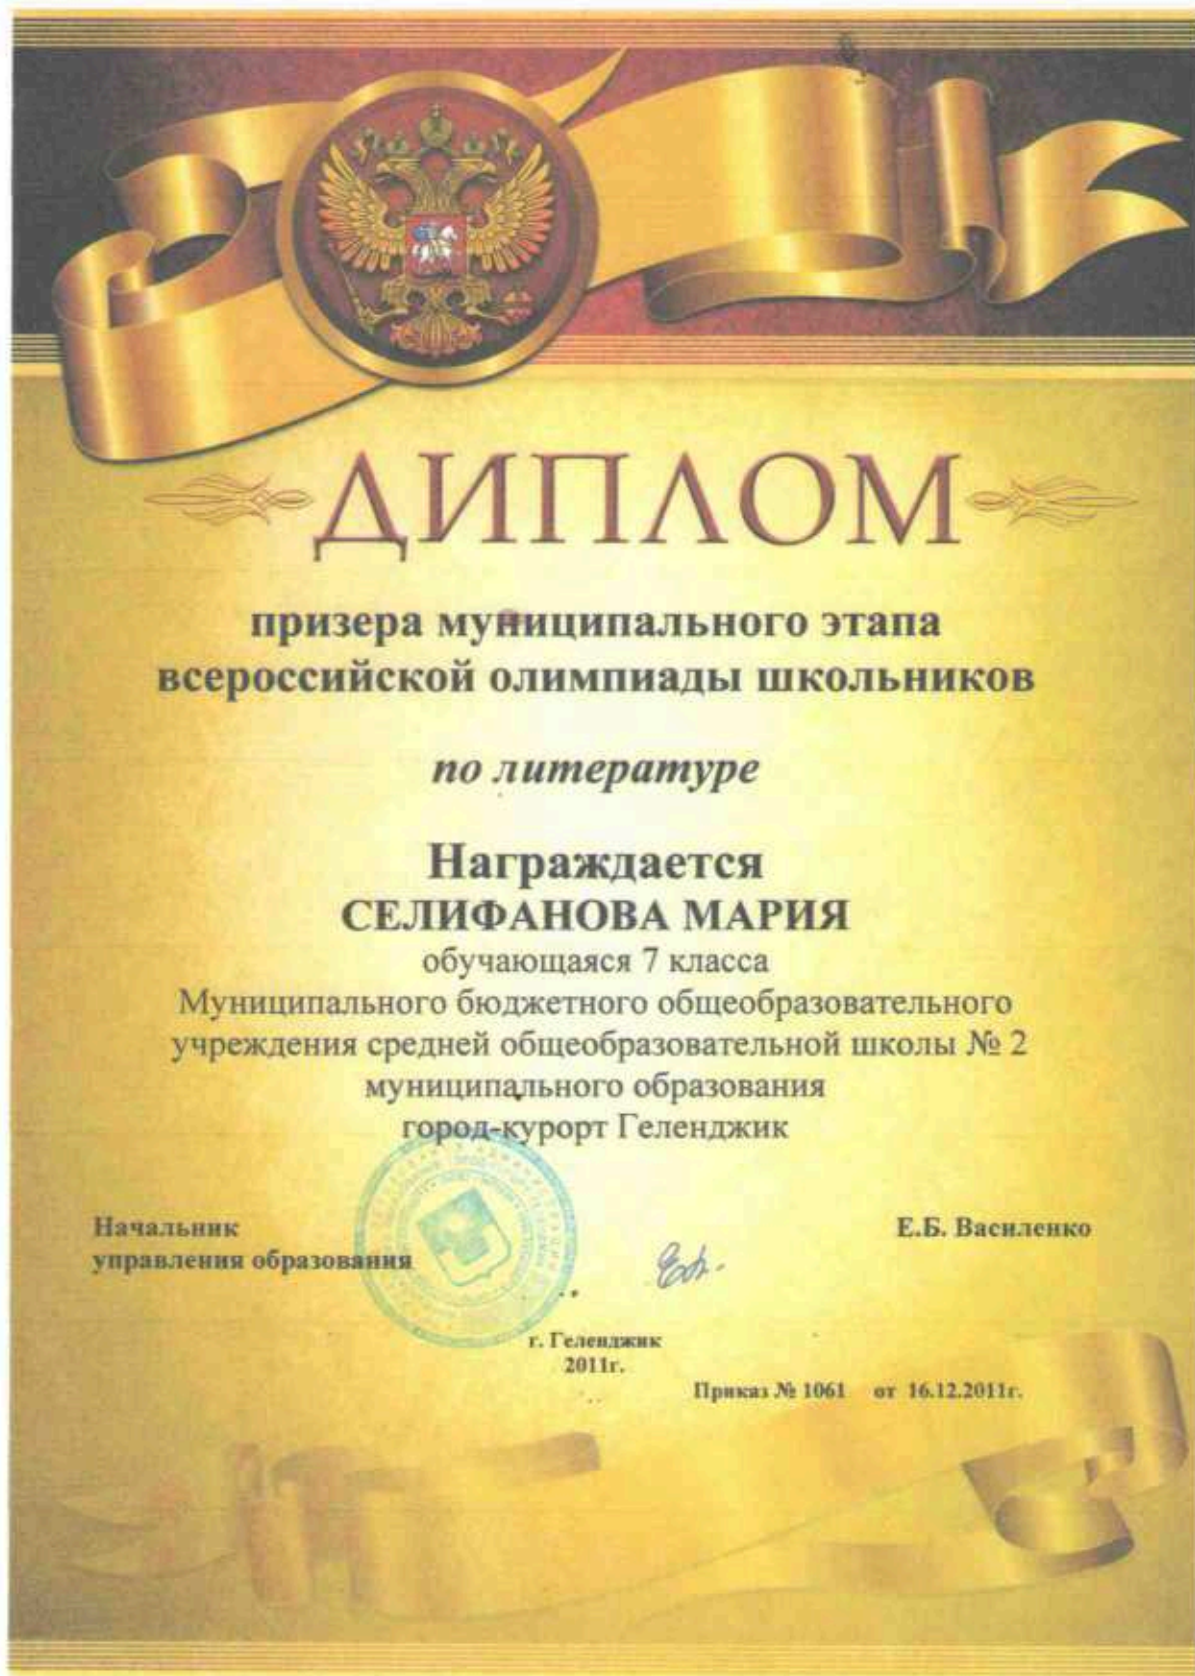 ДИПЛОМ
призера муниципального этапа
всероссийской олимпиады школьников
по литературе
Награждается
СЕЛИФАНОВА МАРИЯ
обучающаяся 7 класса
Муниципального бюджетного общеобразовательного
учреждения средней общеобразовательной школы № 2
муниципального образования
город-курорт Геленджик
Начальник
управления образования
Е.Б. Василенко
г. Геленджик
2011г.
Приказ № 1061 от 16.12.2011г.